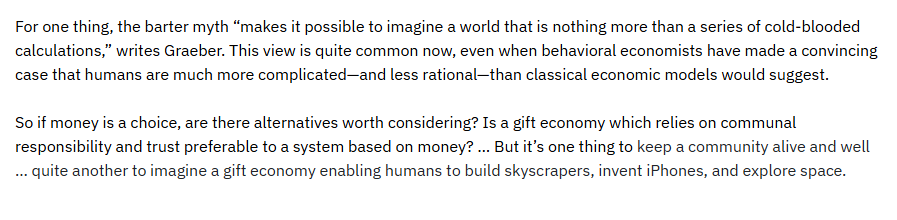 For one thing, the barter myth “makes it possible to imagine a world that is nothing more than a series of cold-blooded
calculations,” writes Graeber. This view is quite common now, even when behavioral economists have made a convincing
case that humans are much more complicated—and less rational—than classical economic models would suggest.
So if money is a choice, are there alternatives worth considering? Is a gift economy which relies on communal
responsibility and trust preferable to a system based on money? ... But it’s one thing to keep a community alive and well
... quite another to imagine a gift economy enabling humans to build skyscrapers, invent iPhones, and explore space.